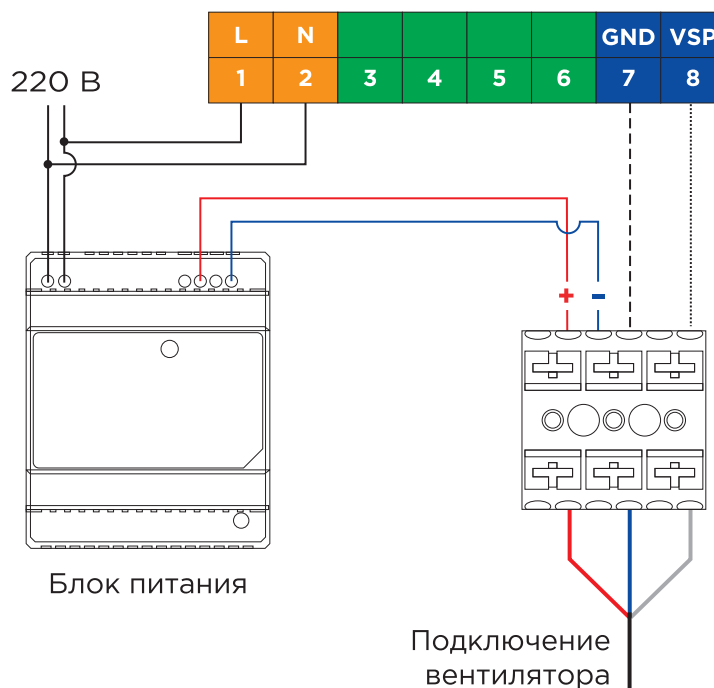 L N GND VSP
1 2 3 4 5 6 7 8
220 В
+ −
Блок питания
Подключение
вентилятора